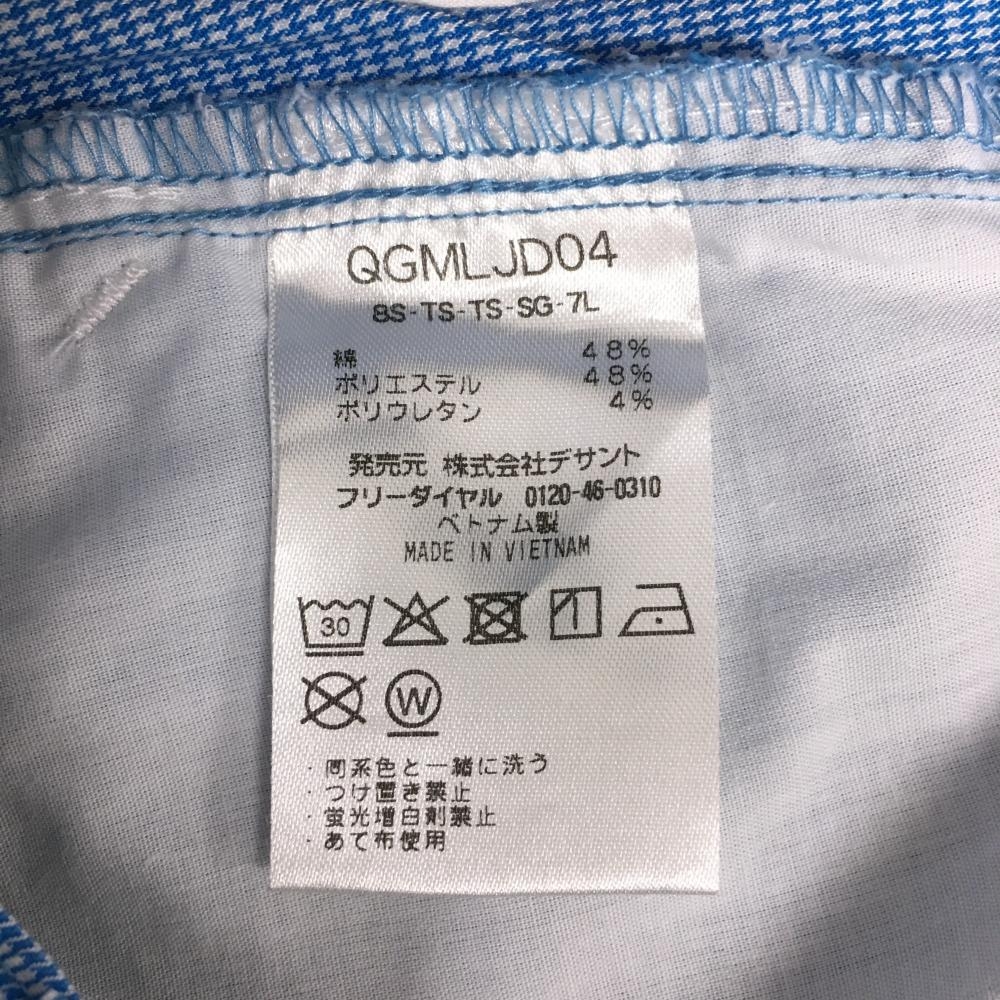 QGMLJD04
8S-TS-TS-SG-7L
綿 48%
ポリエステル 48%
ポリウレタン 4%
発売元 株式会社デサント
フリーダイヤル 0120-46-0310
ベトナム製
MADE IN VIETNAM
30
W
・同系色と一緒に洗う
・つけ置き禁止
・蛍光増白剤禁止
・あて布使用